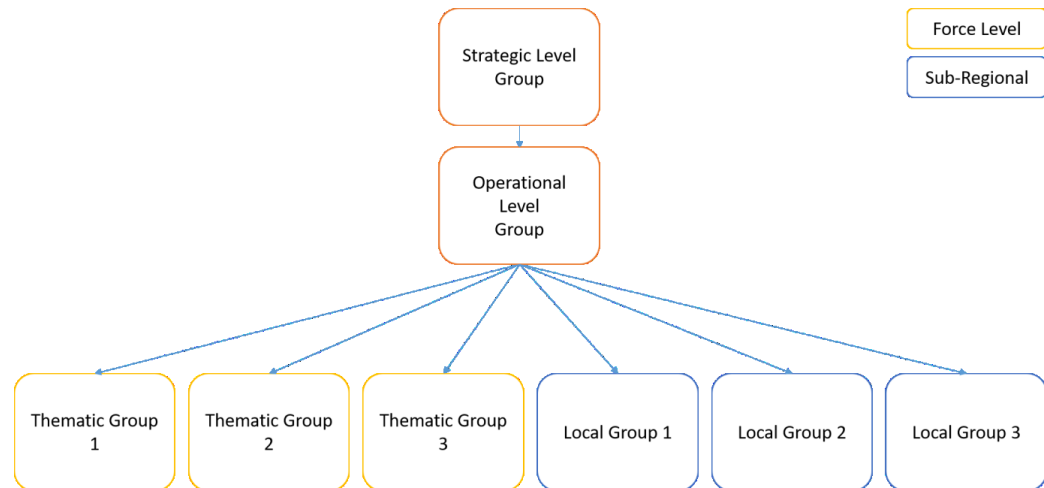 Strategic Level
Group
Force Level
Sub-Regional
Operational
Level
Group
Thematic Group
1
Thematic Group
2
Thematic Group
3
Local Group 1
Local Group 2
Local Group 3